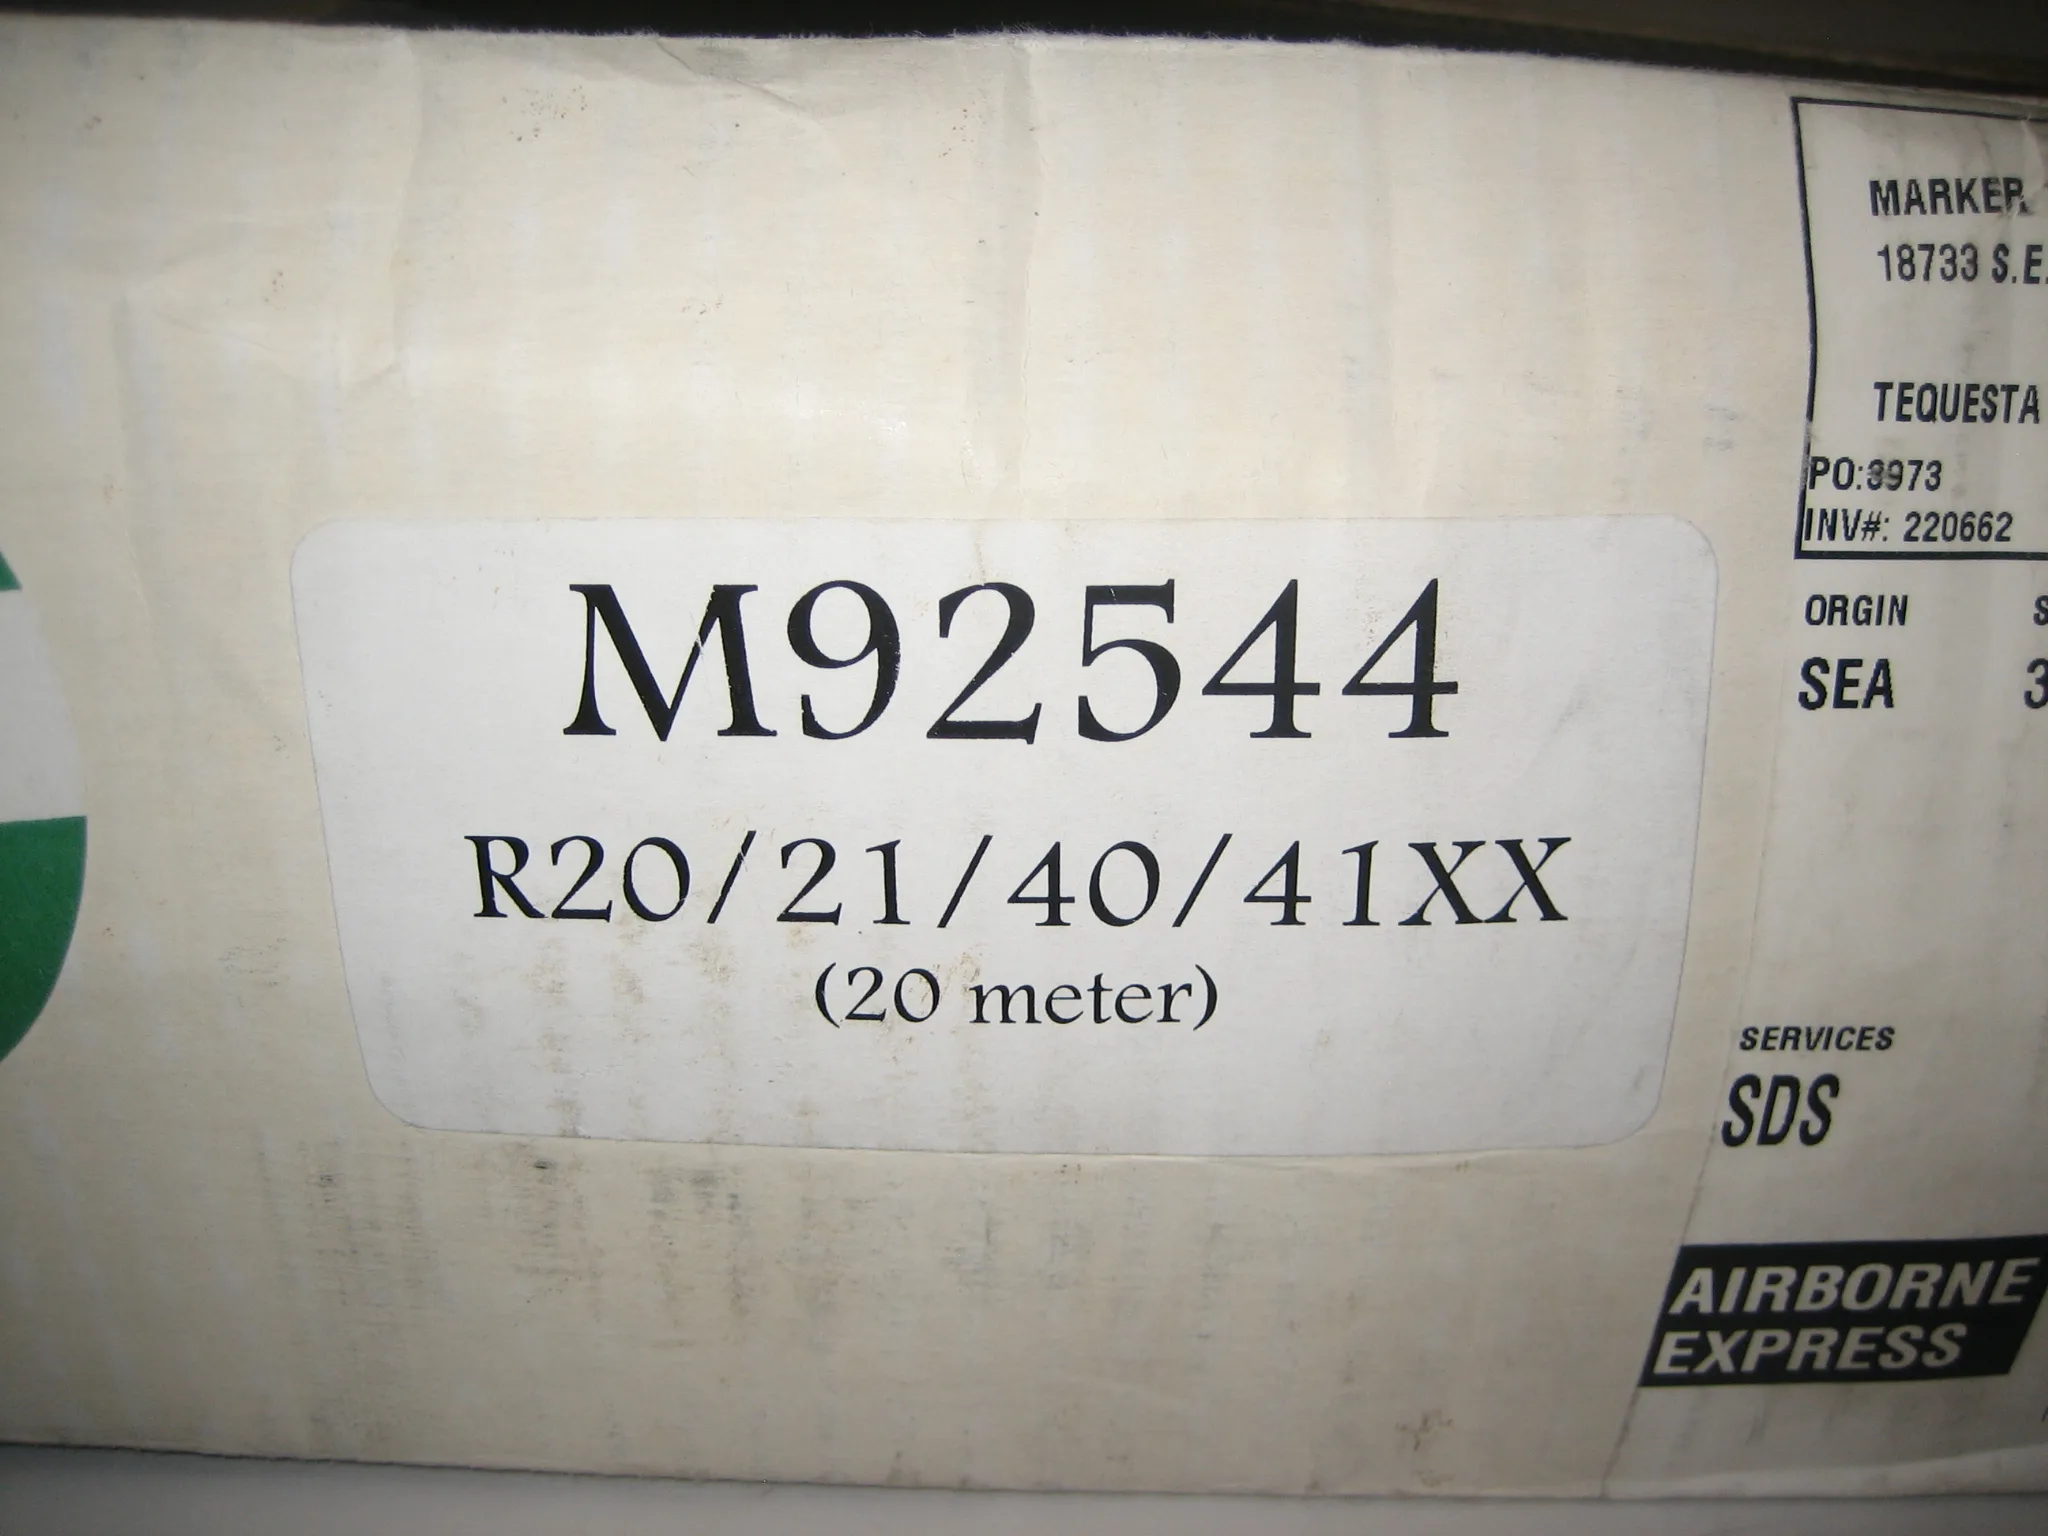 M92544
R20/21/40/41XX
(20 meter)
MARKER
18733 S.E.
TEQUESTA
PO:3973
INV#: 220662
ORGIN
SEA 3
SERVICES
SDS
AIRBORNE
EXPRESS